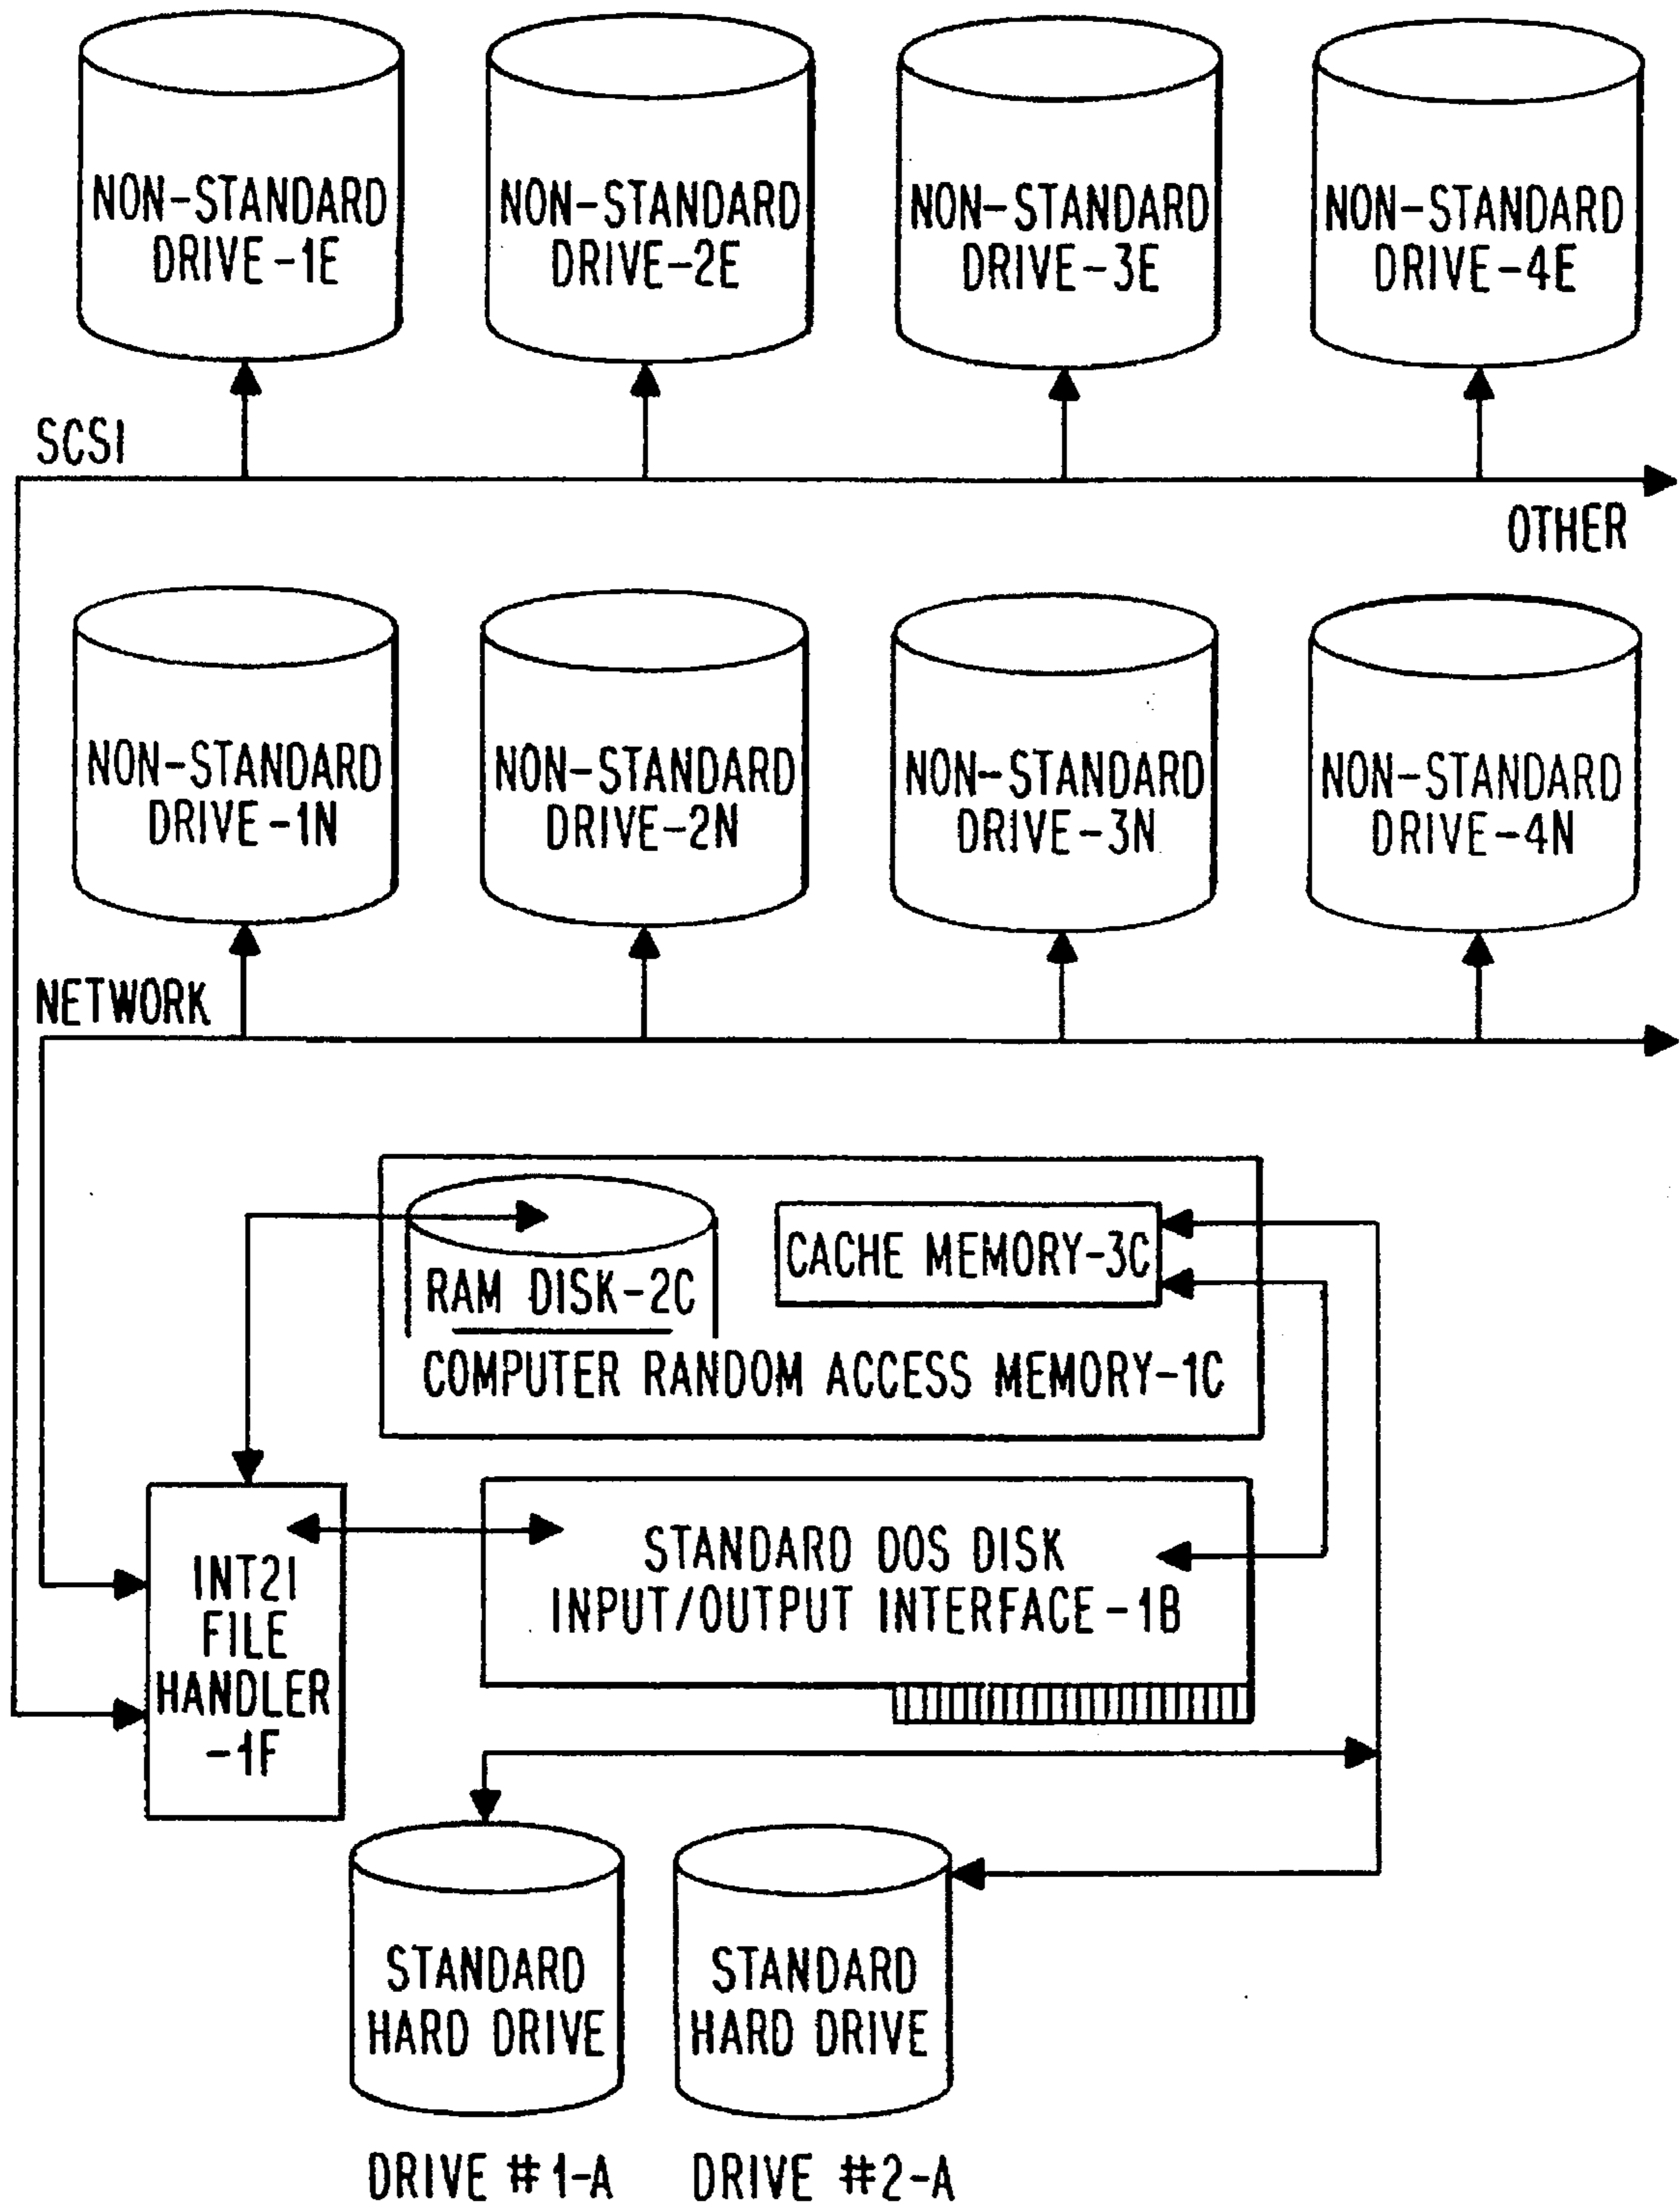 NON-STANDARD
DRIVE-1E
NON-STANDARD
DRIVE-2E
NON-STANDARD
DRIVE-3E
NON-STANDARD
DRIVE-4E
SCSI
OTHER
NON-STANDARD
DRIVE-1N
NON-STANDARD
DRIVE-2N
NON-STANDARD
DRIVE-3N
NON-STANDARD
DRIVE-4N
NETWORK
RAM DISK-2C
CACHE MEMORY-3C
COMPUTER RANDOM ACCESS MEMORY-1C
INT21
FILE
HANDLER
-1F
STANDARD DOS DISK
INPUT/OUTPUT INTERFACE-1B
STANDARD
HARD DRIVE
STANDARD
HARD DRIVE
DRIVE #1-A
DRIVE #2-A